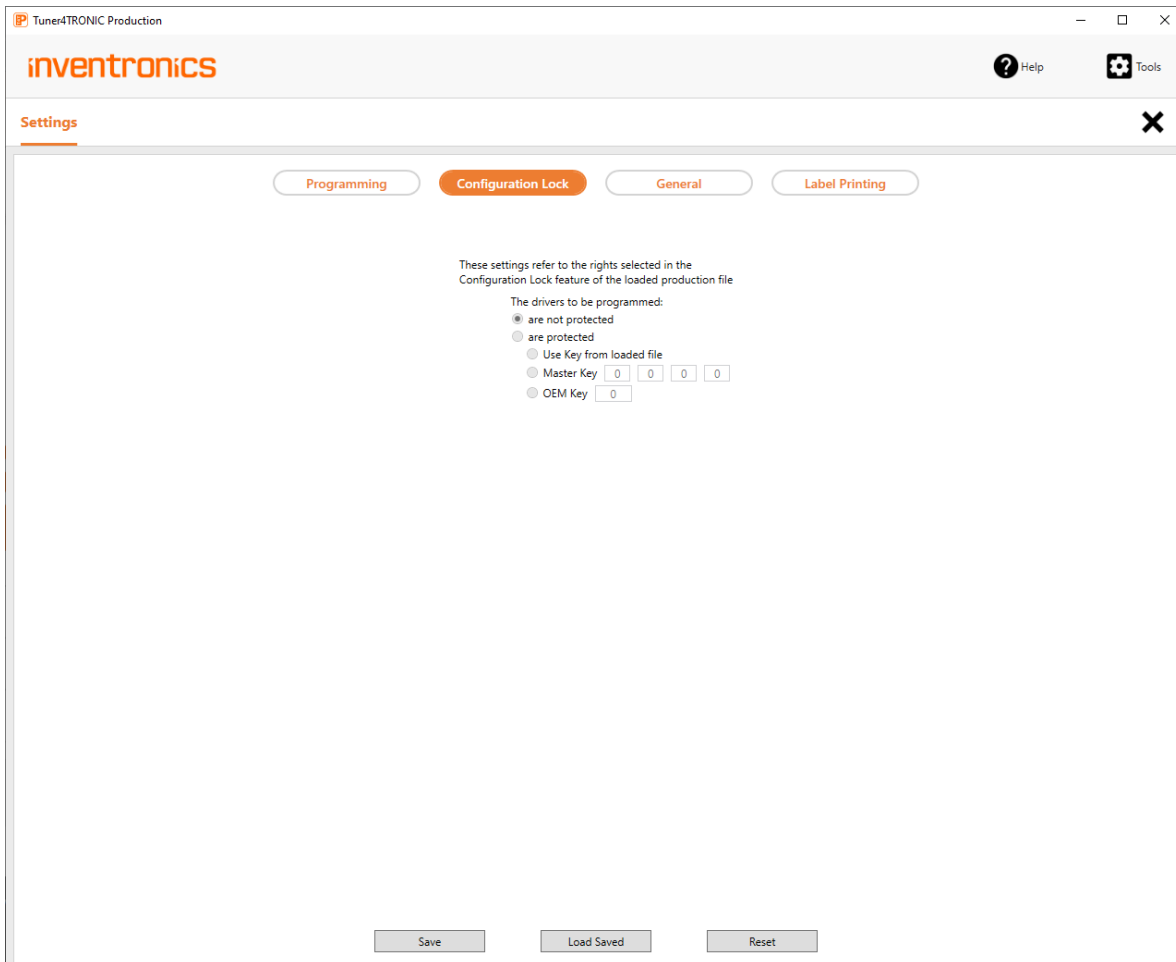 Tuner4TRONIC Production
inventronics
Help
Tools
Settings
Programming
Configuration Lock
General
Label Printing
These settings refer to the rights selected in the
Configuration Lock feature of the loaded production file
The drivers to be programmed:
are not protected
are protected
Use Key from loaded file
Master Key 0 0 0 0
OEM Key 0
Save
Load Saved
Reset